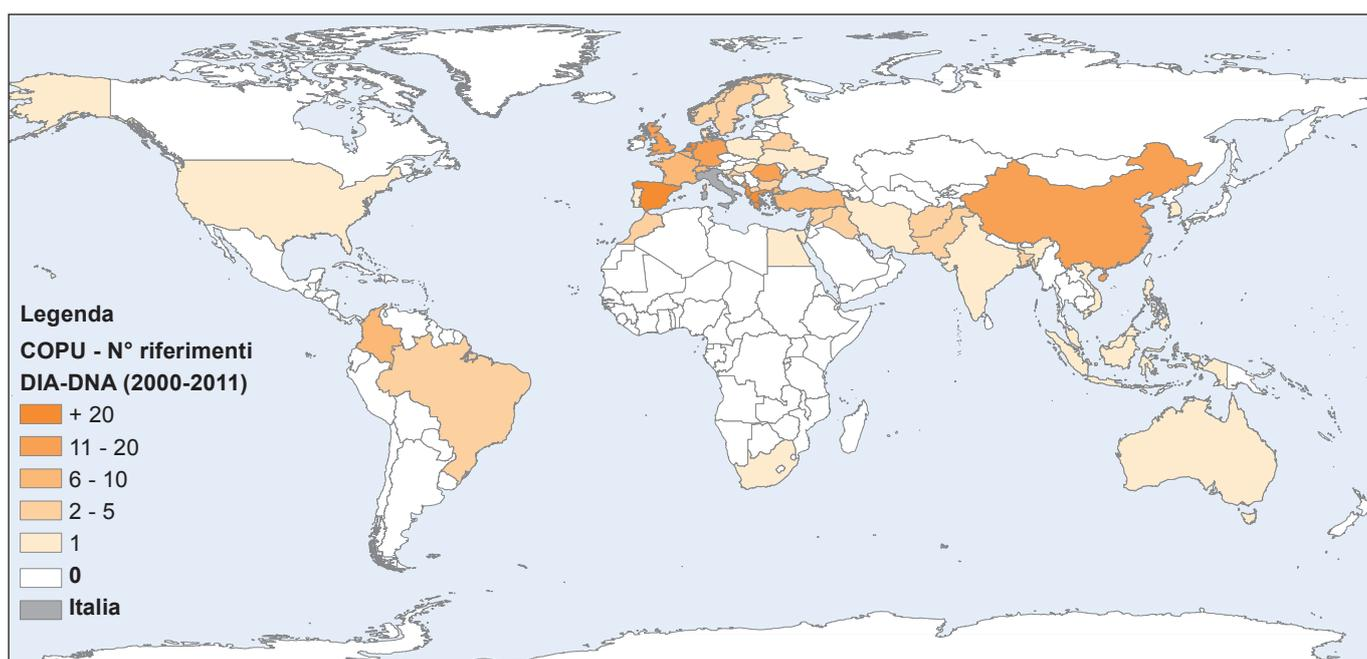 Legenda
COPU - N° riferimenti
DIA-DNA (2000-2011)
+ 20
11 - 20
6 - 10
2 - 5
1
0
Italia